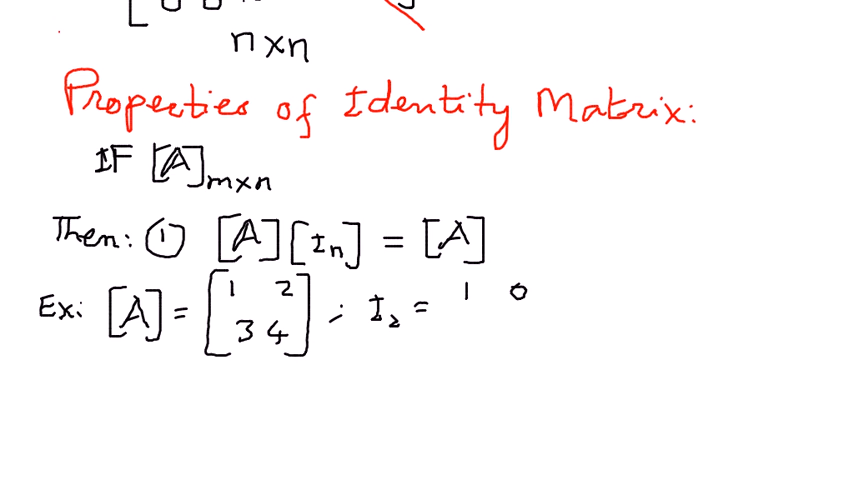 n×n
Properties of Identity Matrix:
IF [A]m×n
Then: ① [A][In] = [A]
Ex: [A] = [1 2
3 4] ; I2 = 1 0